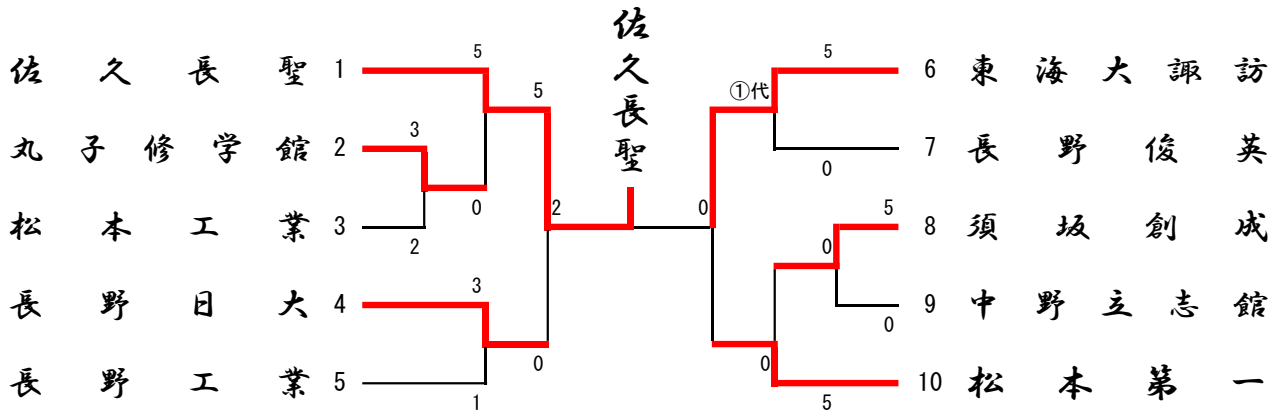 佐久長聖
5
佐久長聖 1
5
丸子修学館 2
3
0
松本工業 3
2
2
長野日大 4
3
0
長野工業 5
1
5
6 東海大諏訪
①代
7 長野俊英
0
0
5
8 須坂創成
0
9 中野立志館
0
0
10 松本第一
5